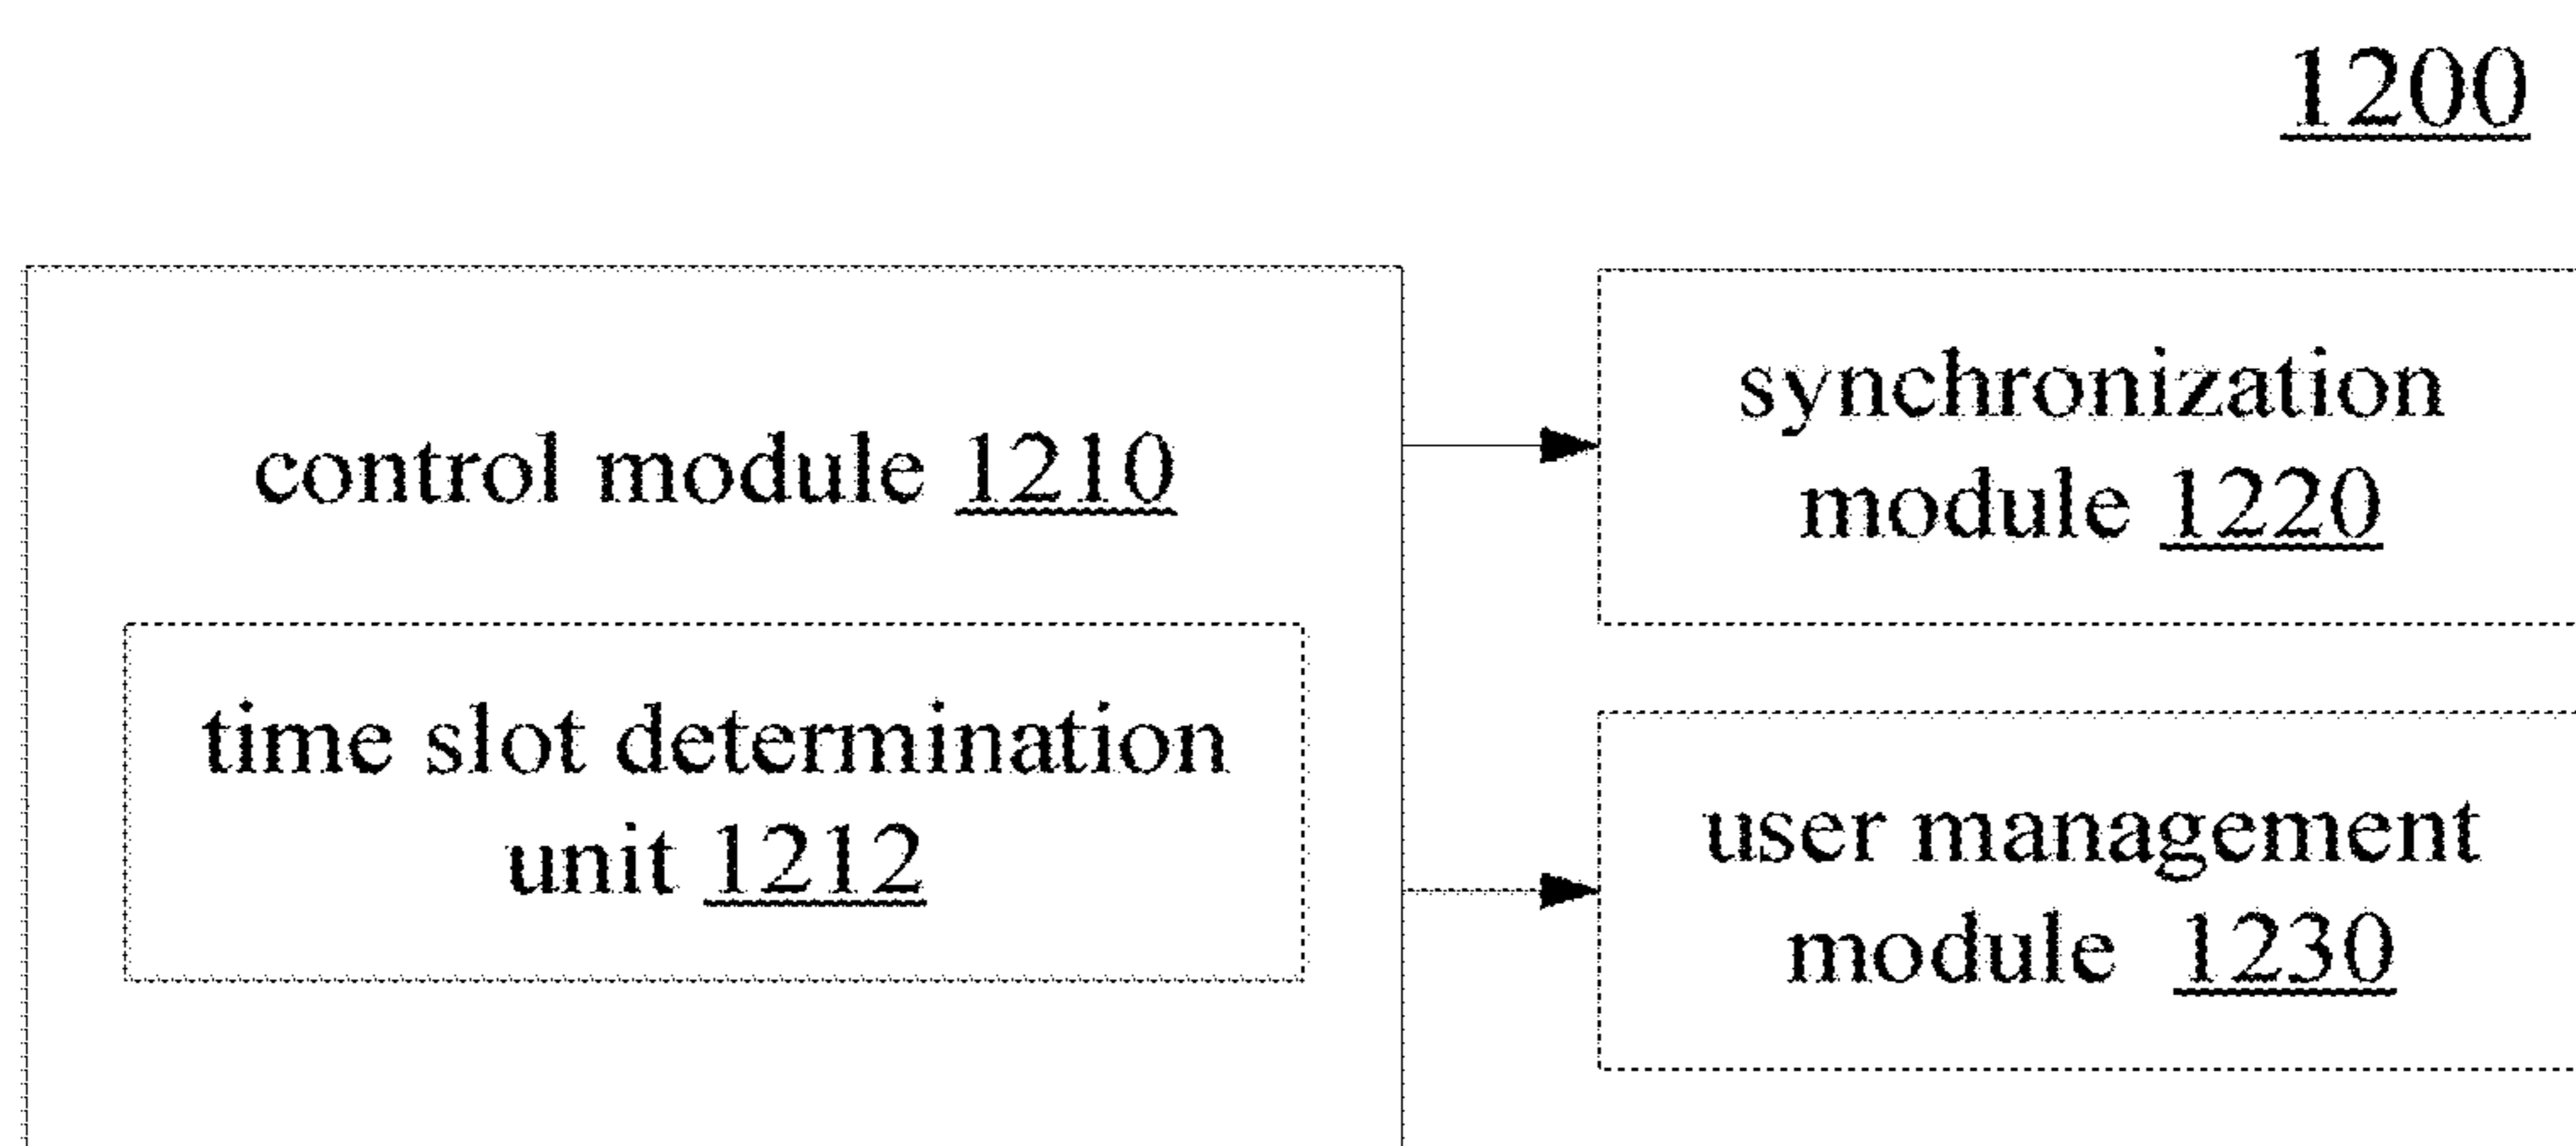 1200
control module 1210
time slot determination
unit 1212
synchronization
module 1220
user management
module 1230